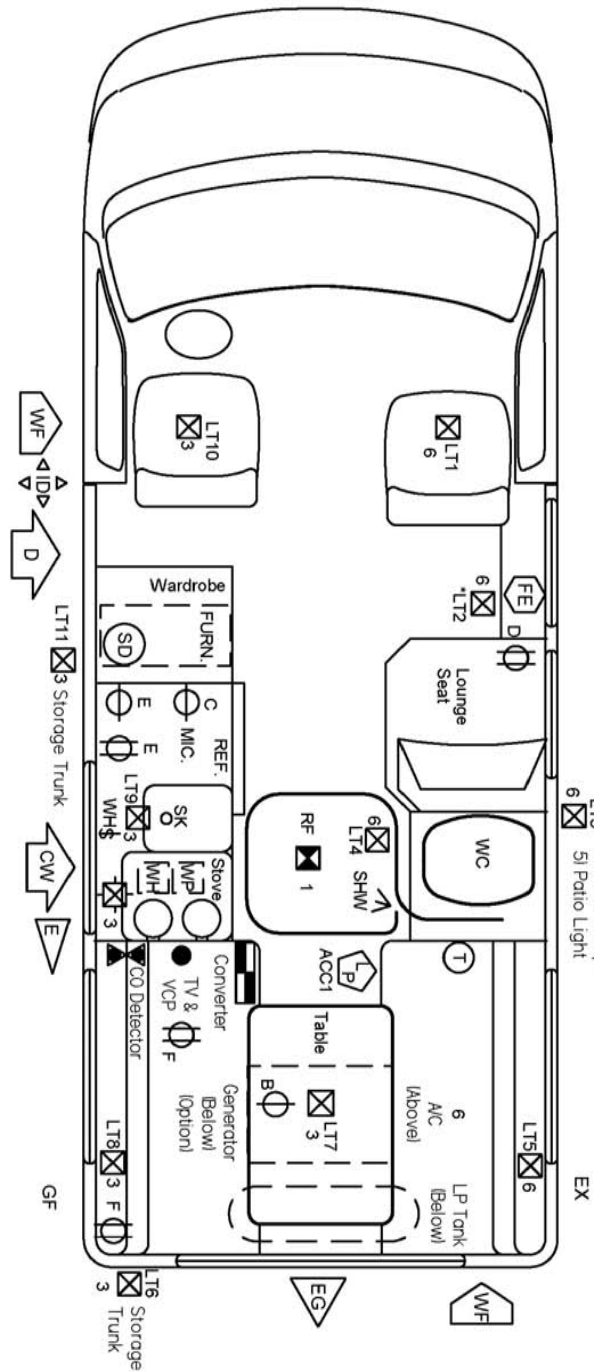 LT10
3
LT1
6
WF
ID
D
Wardrobe
FURN.
SD
LT11
3 Storage Trunk
6
*LT2
FE
D
Lounge
Seat
E
C
E
MIC.
REF.
LT9
3
SK
WH$
CW
E
3
Stove
WH
WP
RF
1
6
LT4
SHW
WC
6
5) Patio Light
CO Detector
TV &
VCP
F
Converter
LP
ACC1
T
Table
B
LT7
3
Generator
(Below)
(Option)
6
A/C
(Above)
LP Tank
(Below)
LT5
6
EX
LT8
3
F
GF
LT6
3
Storage
Trunk
EG
WF